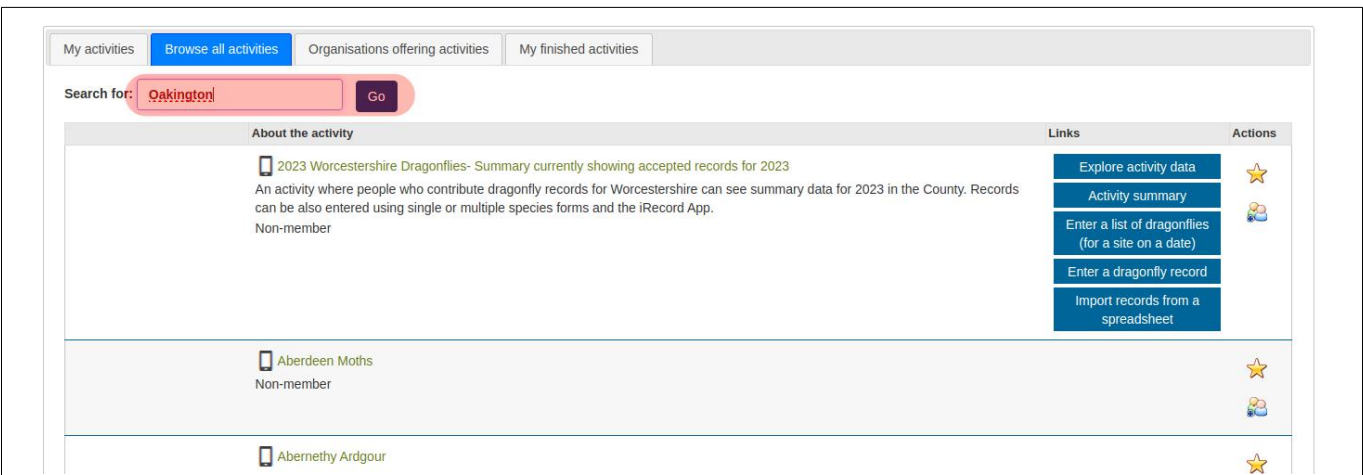 My activities Browse all activities Organisations offering activities My finished activities
Search for: Oakington Go
About the activity Links Actions
2023 Worcestershire Dragonflies- Summary currently showing accepted records for 2023
An activity where people who contribute dragonfly records for Worcestershire can see summary data for 2023 in the County. Records
can be also entered using single or multiple species forms and the iRecord App.
Non-member
Explore activity data
Activity summary
Enter a list of dragonflies
(for a site on a date)
Enter a dragonfly record
Import records from a
spreadsheet
Aberdeen Moths
Non-member
Abernethy Ardgour